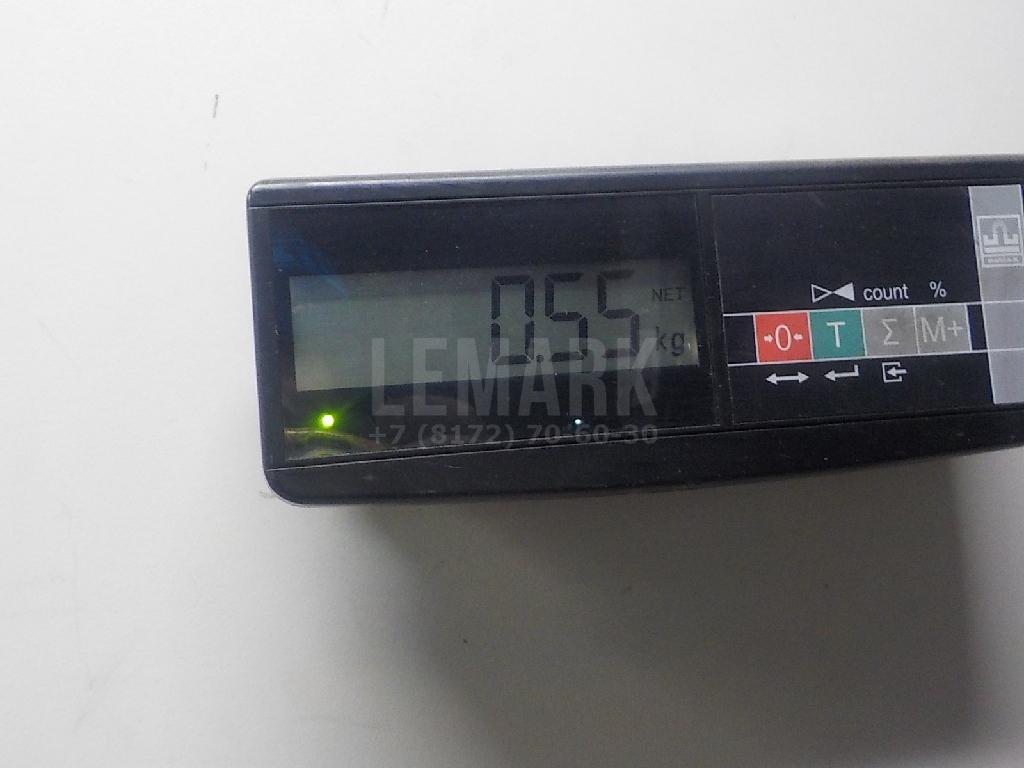 0.55 NET
kg
count %
→0← T Σ M+
LEMARK
+7 (8172) 70-60-30